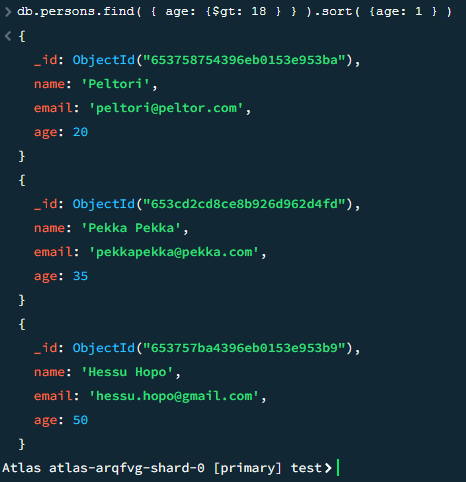 > db.persons.find( { age: {$gt: 18 } } ).sort( {age: 1 } )
< {
_id: ObjectId("653758754396eb0153e953ba"),
name: 'Peltori',
email: 'peltori@peltor.com',
age: 20
}
{
_id: ObjectId("653cd2cd8ce8b926d962d4fd"),
name: 'Pekka Pekka',
email: 'pekkapekka@pekka.com',
age: 35
}
{
_id: ObjectId("653757ba4396eb0153e953b9"),
name: 'Hessu Hopo',
email: 'hessu.hopo@gmail.com',
age: 50
}
Atlas atlas-arqfvg-shard-0 [primary] test>